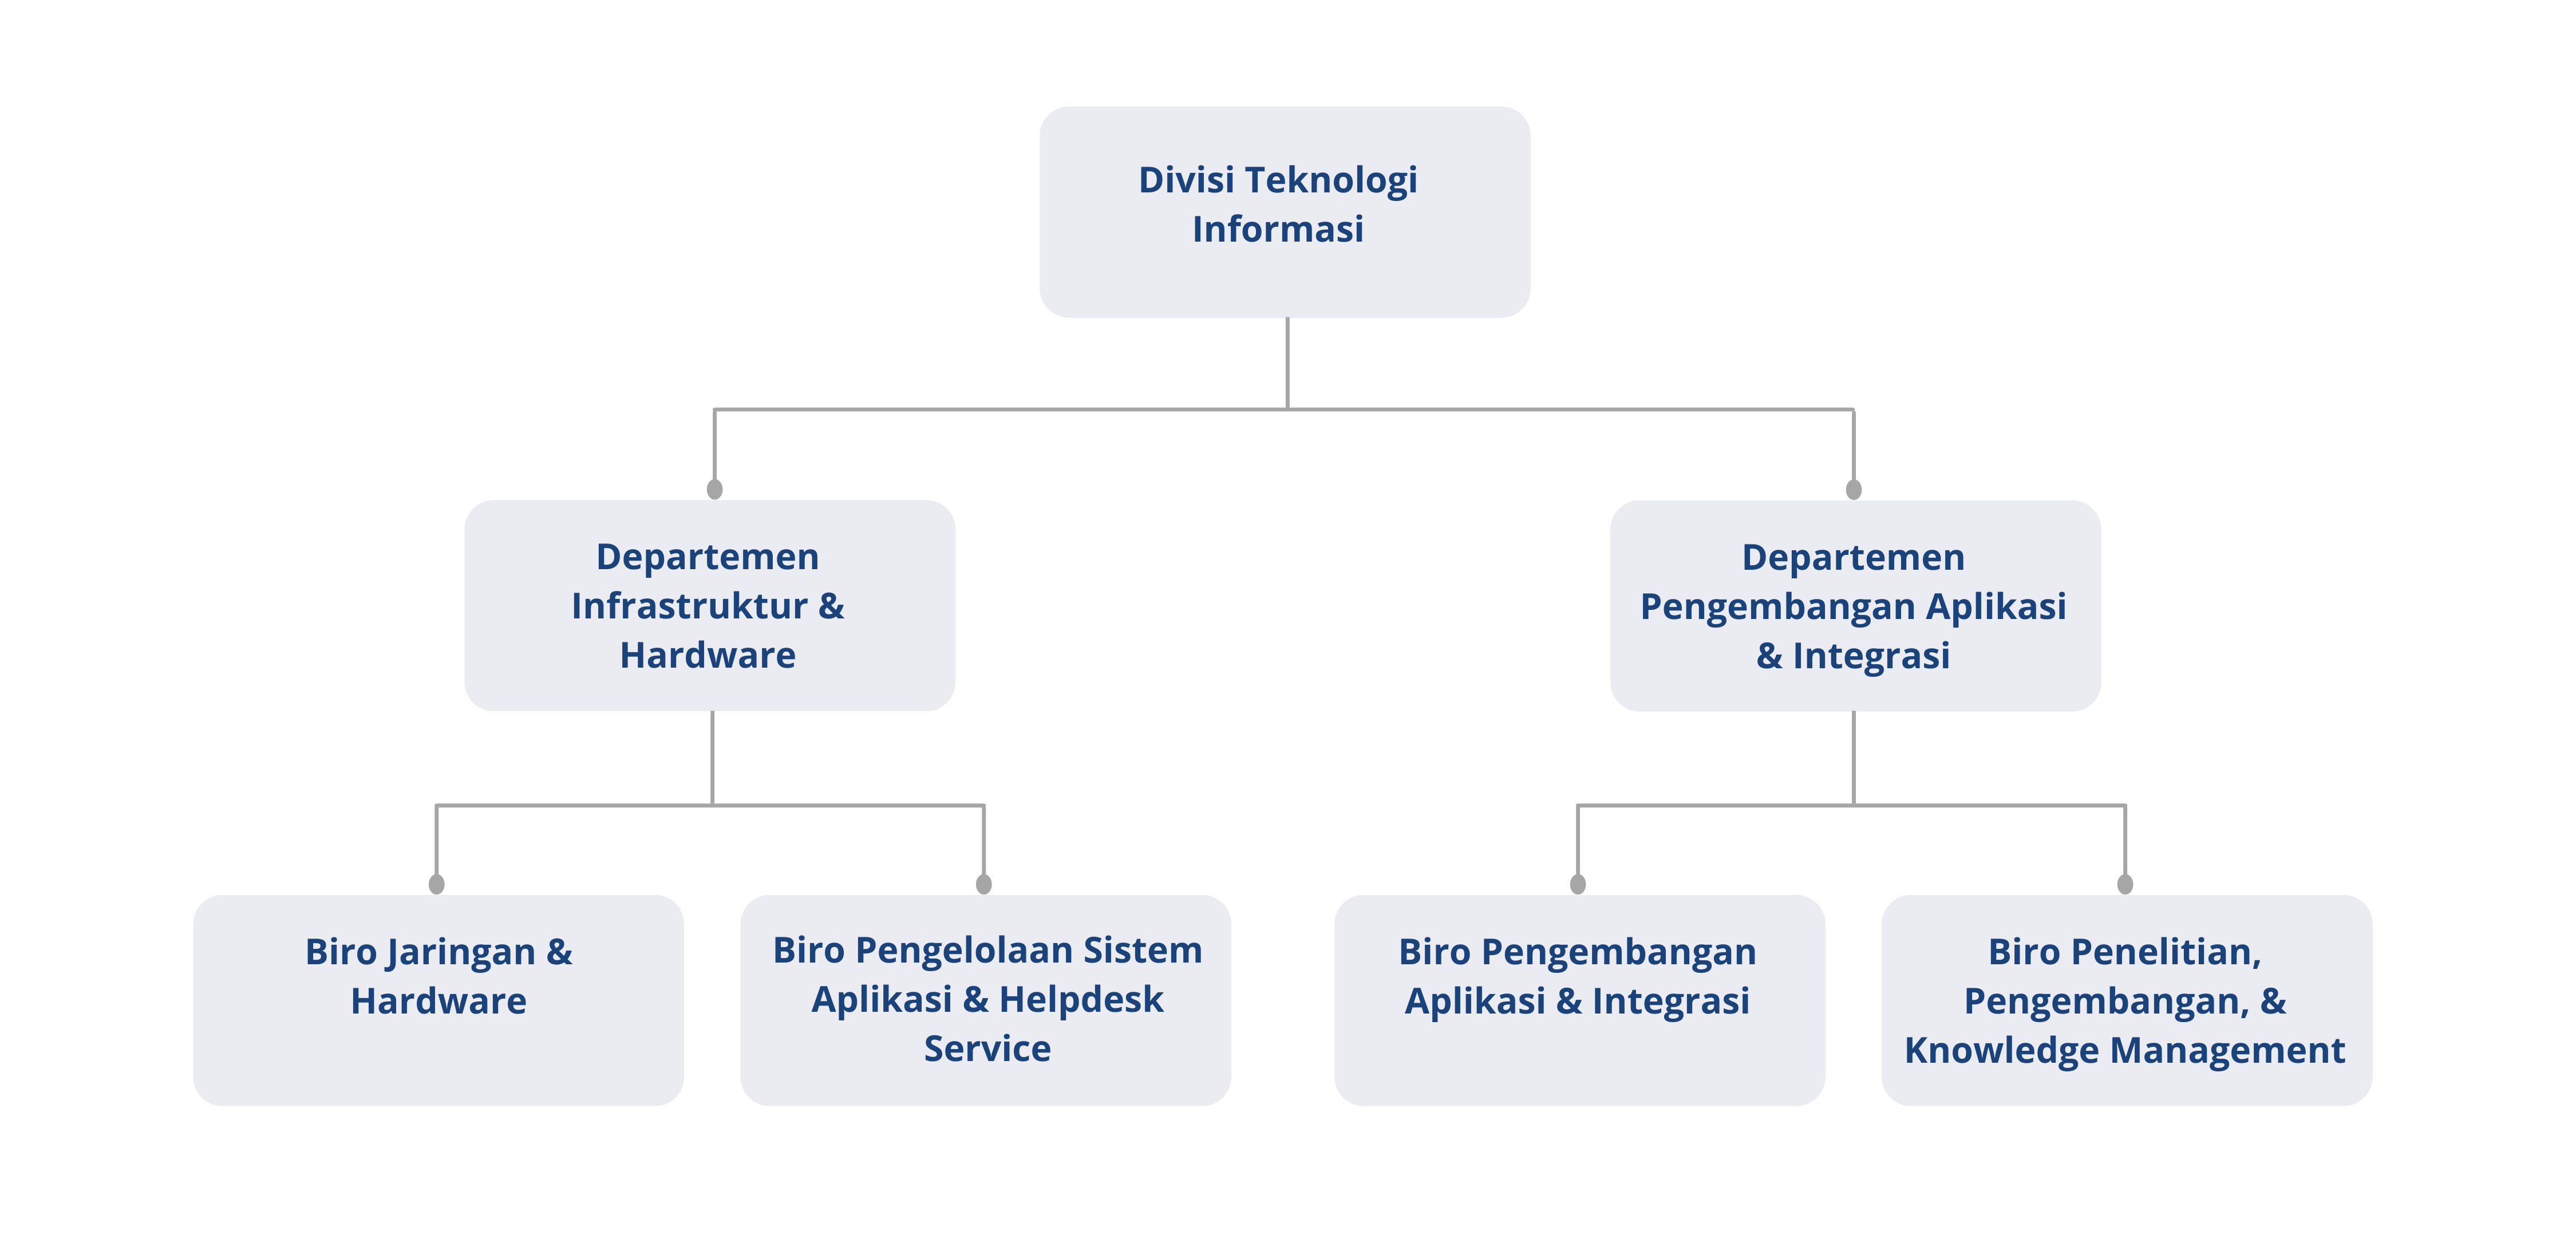 Divisi Teknologi
Informasi
Departemen
Infrastruktur &
Hardware
Departemen
Pengembangan Aplikasi
& Integrasi
Biro Jaringan &
Hardware
Biro Pengelolaan Sistem
Aplikasi & Helpdesk
Service
Biro Pengembangan
Aplikasi & Integrasi
Biro Penelitian,
Pengembangan, &
Knowledge Management